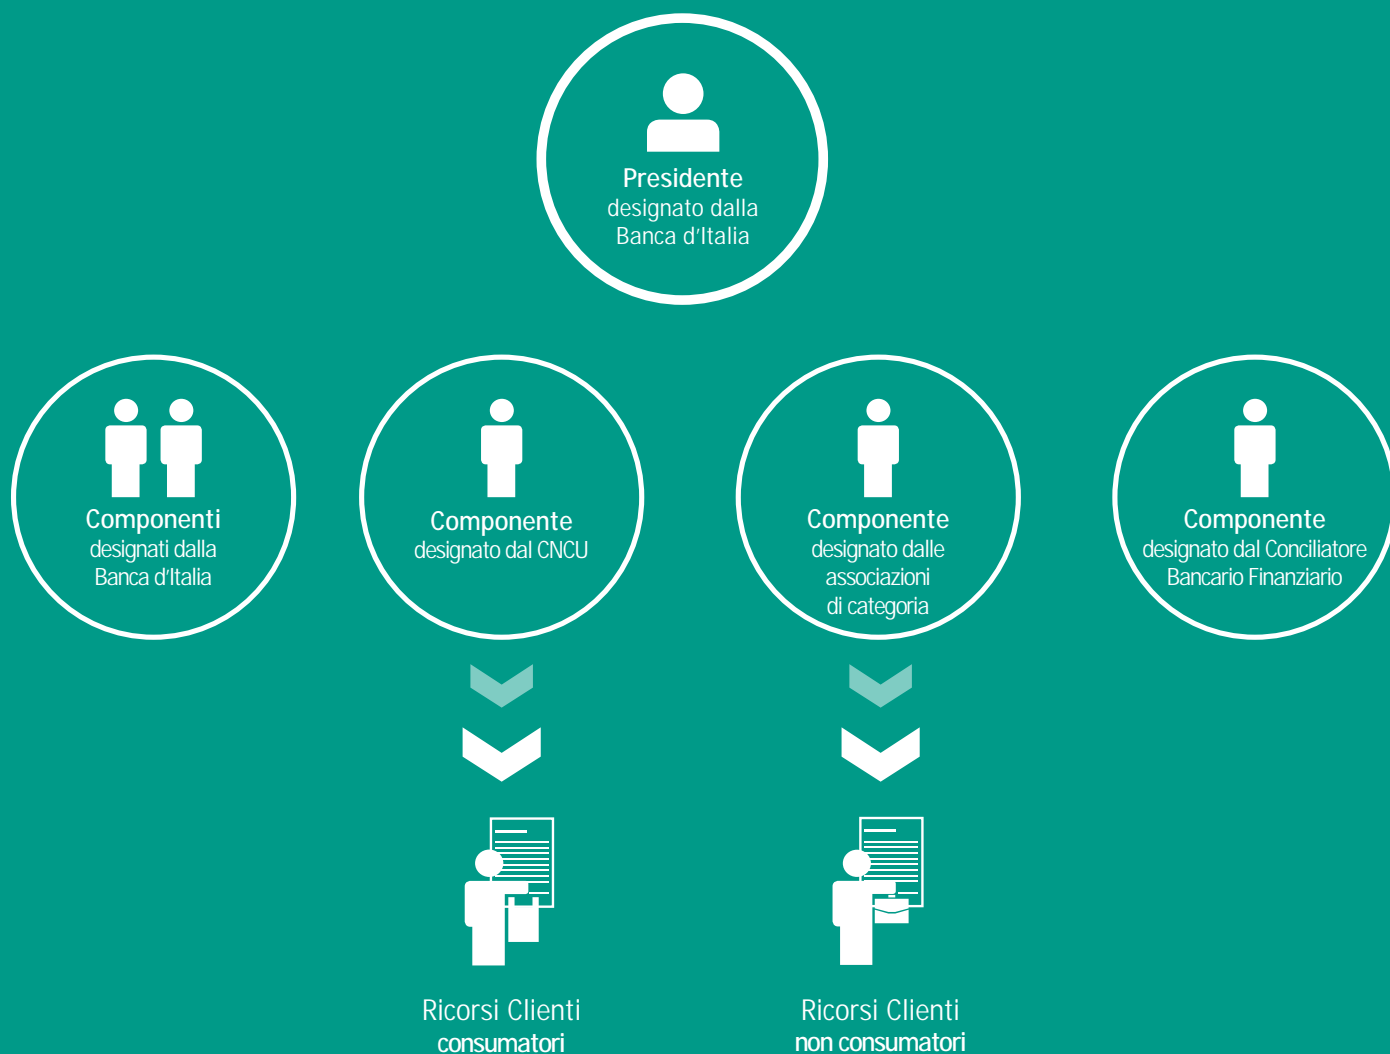 Presidente
designato dalla
Banca d'Italia
Componenti
designati dalla
Banca d'Italia
Componente
designato dal CNCU
Componente
designato dalle
associazioni
di categoria
Componente
designato dal Conciliatore
Bancario Finanziario
Ricorsi Clienti
consumatori
Ricorsi Clienti
non consumatori